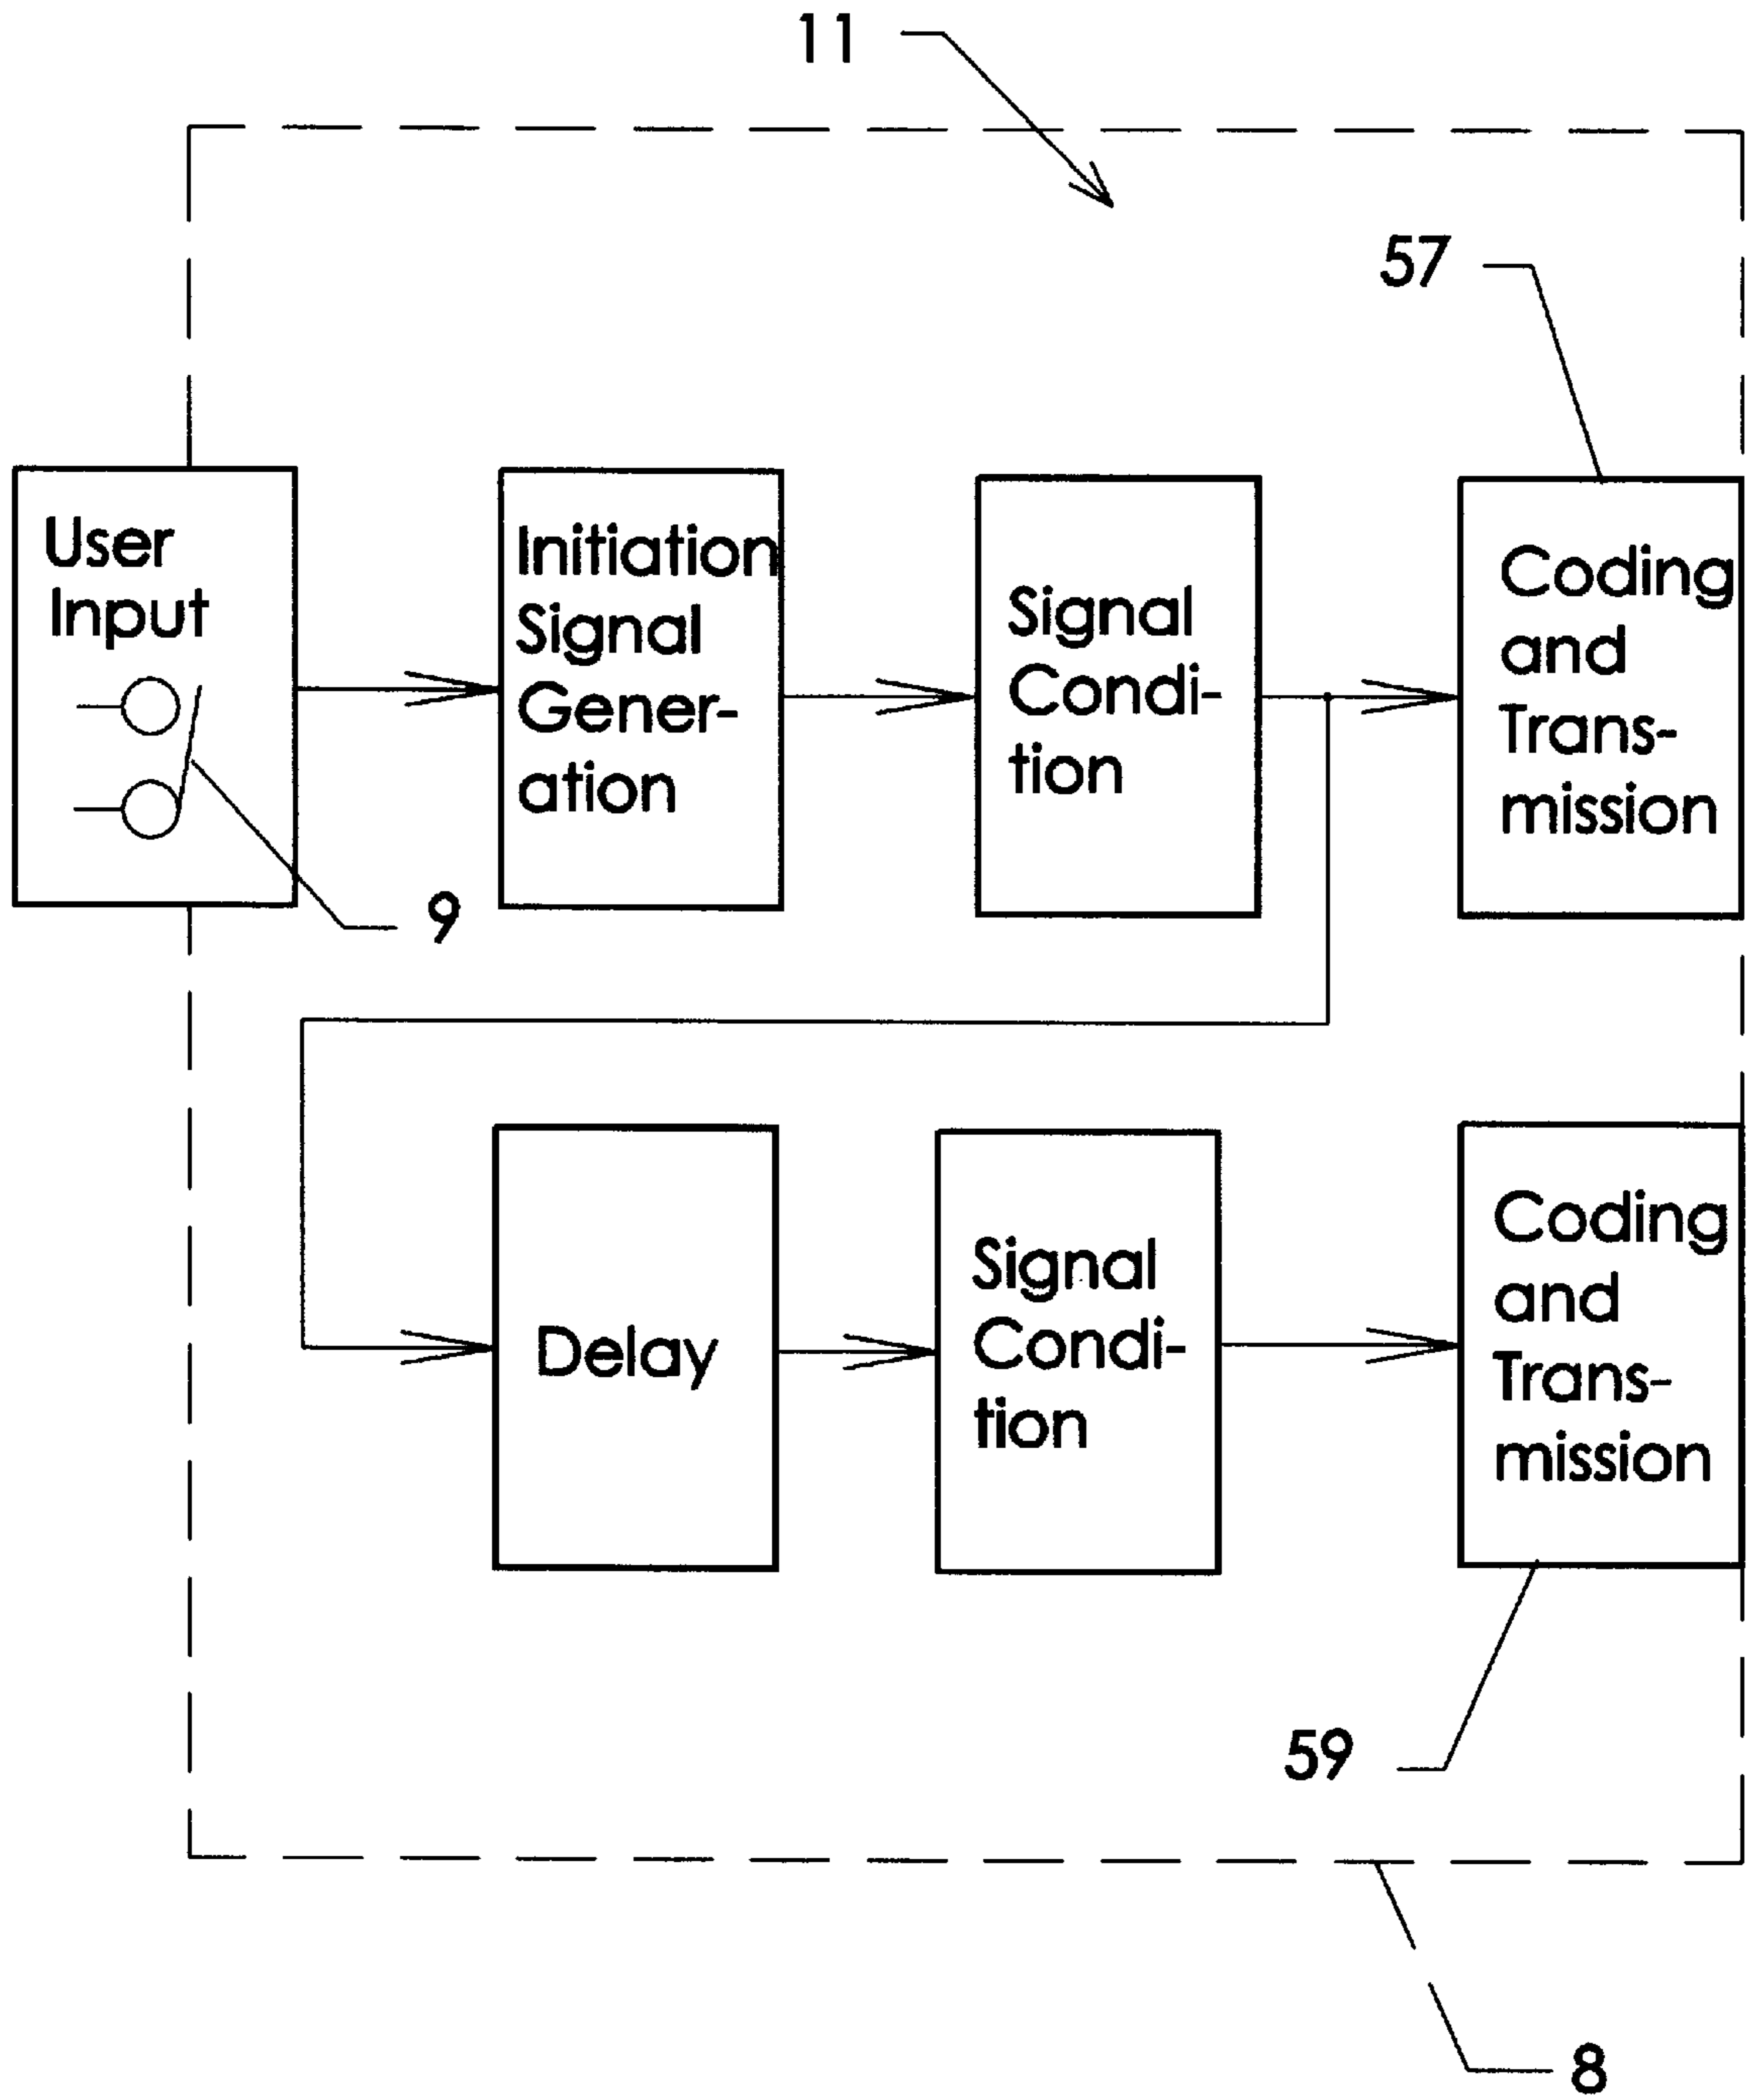 11
57
User
Input
9
Initiation
Signal
Gener-
ation
Signal
Condi-
tion
Coding
and
Trans-
mission
Delay
Signal
Condi-
tion
Coding
and
Trans-
mission
59
8